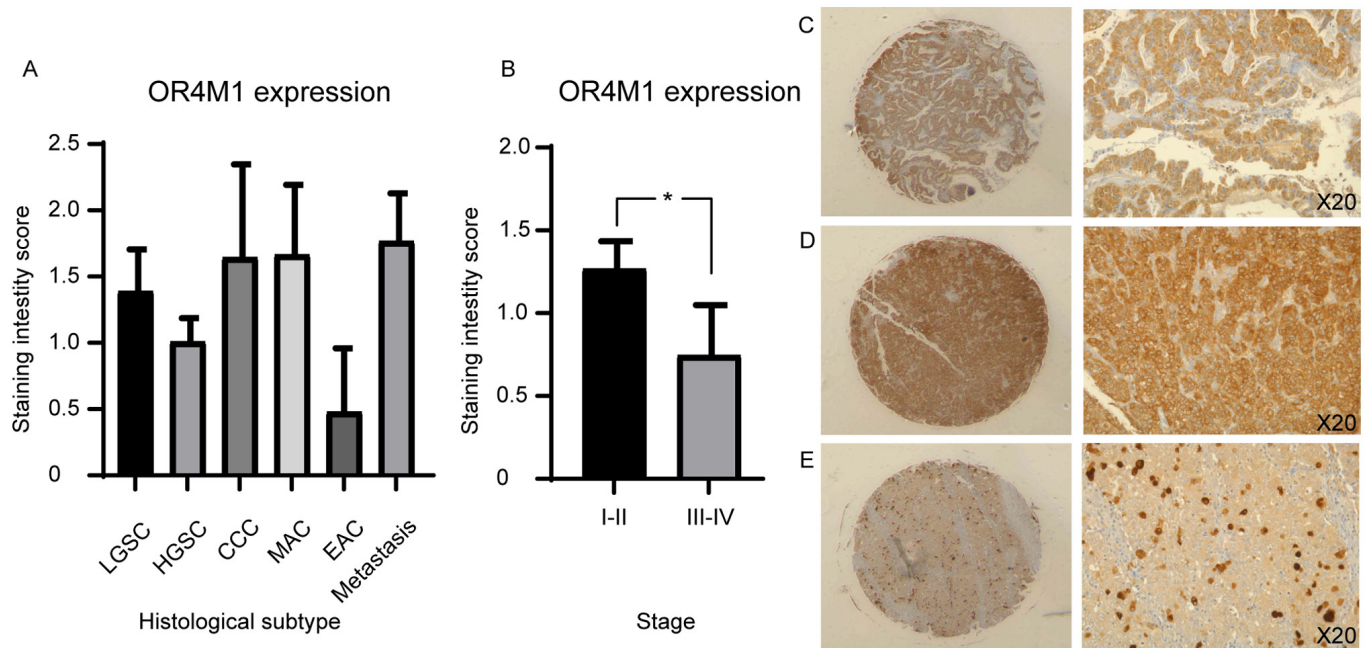 A
OR4M1 expression
Staining intestity score
2.5
2.0
1.5
1.0
0.5
0
LGSC
HGSC
CCC
MAC
EAC
Metastasis
Histological subtype
B
OR4M1 expression
Staining intestity score
2.0
1.5
1.0
0.5
0
*
I-II
III-IV
Stage
C
X20
D
X20
E
X20